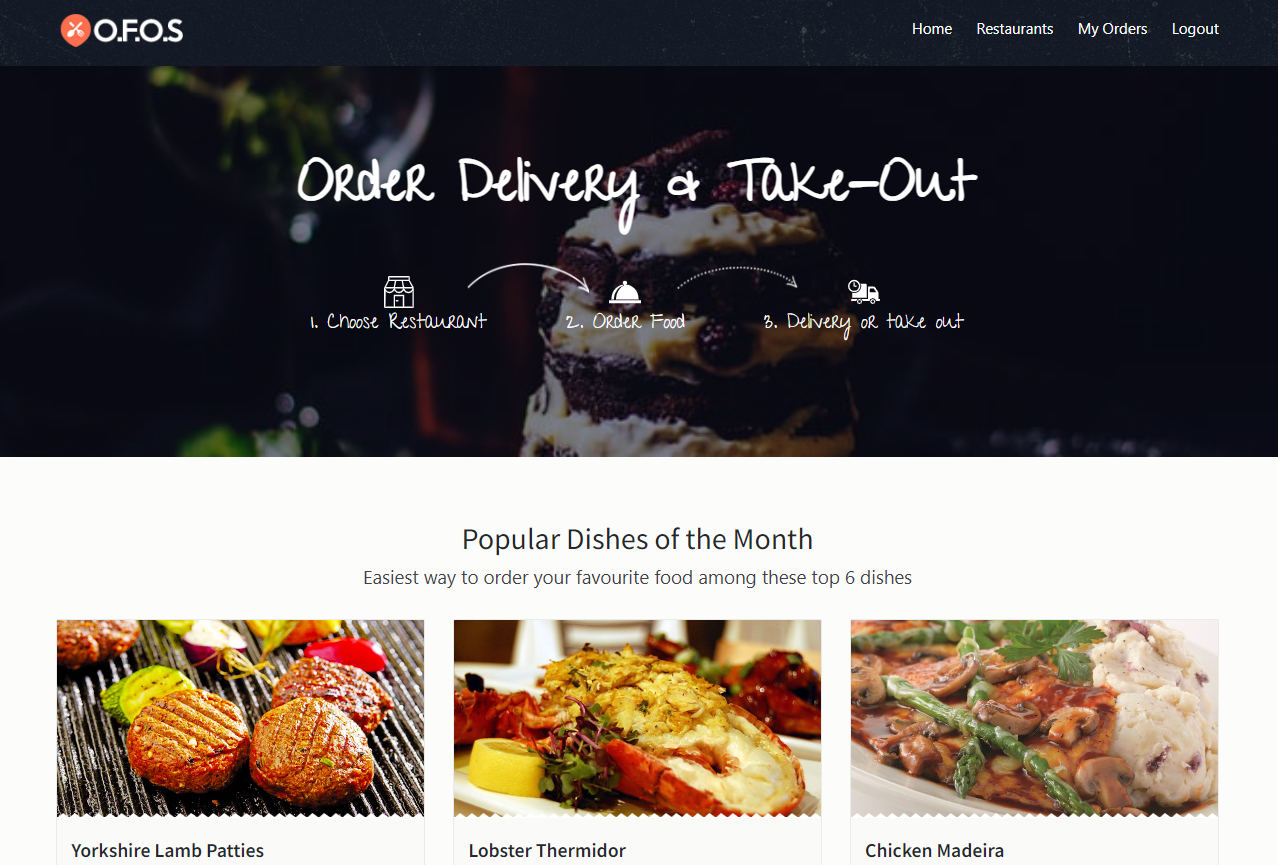 O.F.O.S
Home Restaurants My Orders Logout
Order Delivery & Take-Out
1. Choose Restaurant 2. Order Food 3. Delivery or take out
Popular Dishes of the Month
Easiest way to order your favourite food among these top 6 dishes
Yorkshire Lamb Patties Lobster Thermidor Chicken Madeira